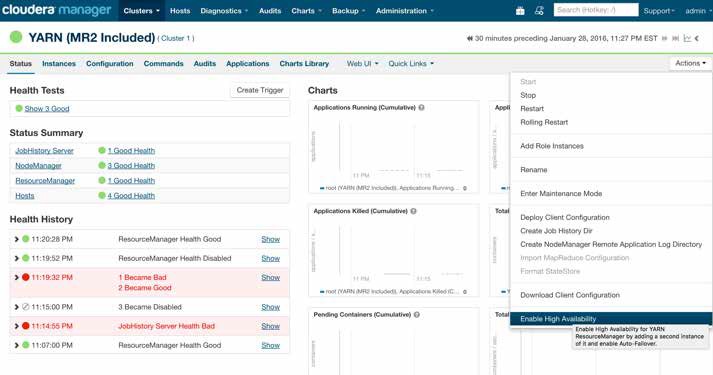 cloudera manager Clusters Hosts Diagnostics Audits Charts Backup Administration Search (Hotkey: /) Support admin
YARN (MR2 Included) (Cluster 1) 30 minutes preceding January 28, 2016, 11:27 PM EST
Status Instances Configuration Commands Audits Applications Charts Library Web UI Quick Links Actions
Health Tests
Create Trigger
Show 3 Good
Status Summary
JobHistory Server 1 Good Health
NodeManager 3 Good Health
ResourceManager 1 Good Health
Hosts 4 Good Health
Health History
11:20:28 PM ResourceManager Health Good Show
11:19:52 PM ResourceManager Health Disabled Show
11:19:32 PM 1 Became Bad Show
2 Became Good
11:15:00 PM 3 Became Disabled Show
11:14:55 PM JobHistory Server Health Bad Show
11:07:00 PM ResourceManager Health Good Show
Charts
Applications Running (Cumulative)
11 PM 11:15
root (YARN (MR2 Included)), Applications Running... 0
Applications Killed (Cumulative)
containers
11 PM 11:15
root (YARN (MR2 Included)), Applications Killed (C... 0
Pending Containers (Cumulative)
containers
Total
Total
containers
Start
Stop
Restart
Rolling Restart
Add Role Instances
Rename
Enter Maintenance Mode
Deploy Client Configuration
Create Job History Dir
Create NodeManager Remote Application Log Directory
Import MapReduce Configuration
Format StateStore
Download Client Configuration
Enable High Availability
Enable High Availability for YARN
ResourceManager by adding a second instance
of it and enable Auto-Failover.